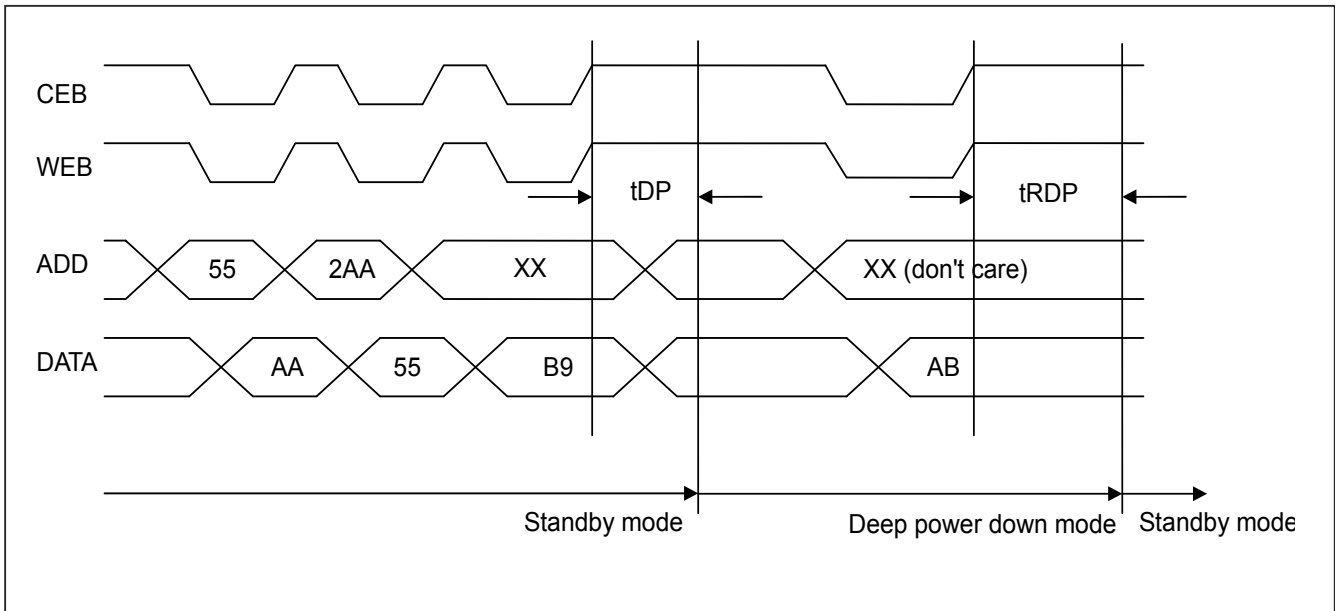 CEB
WEB
tDP
tRDP
ADD
55
2AA
XX
XX (don't care)
DATA
AA
55
B9
AB
Standby mode
Deep power down mode
Standby mode